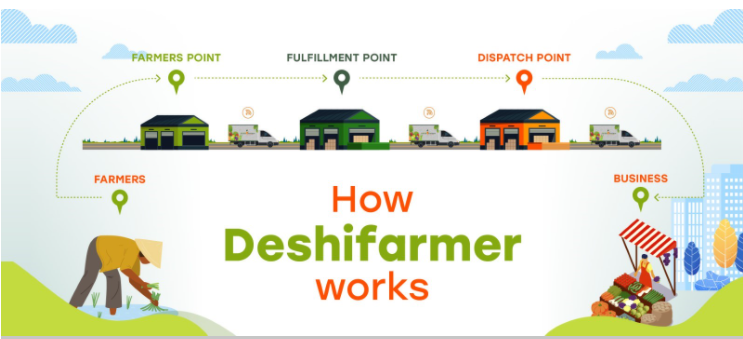 FARMERS POINT
FULFILLMENT POINT
DISPATCH POINT
FARMERS
BUSINESS
How
Deshifarmer
works